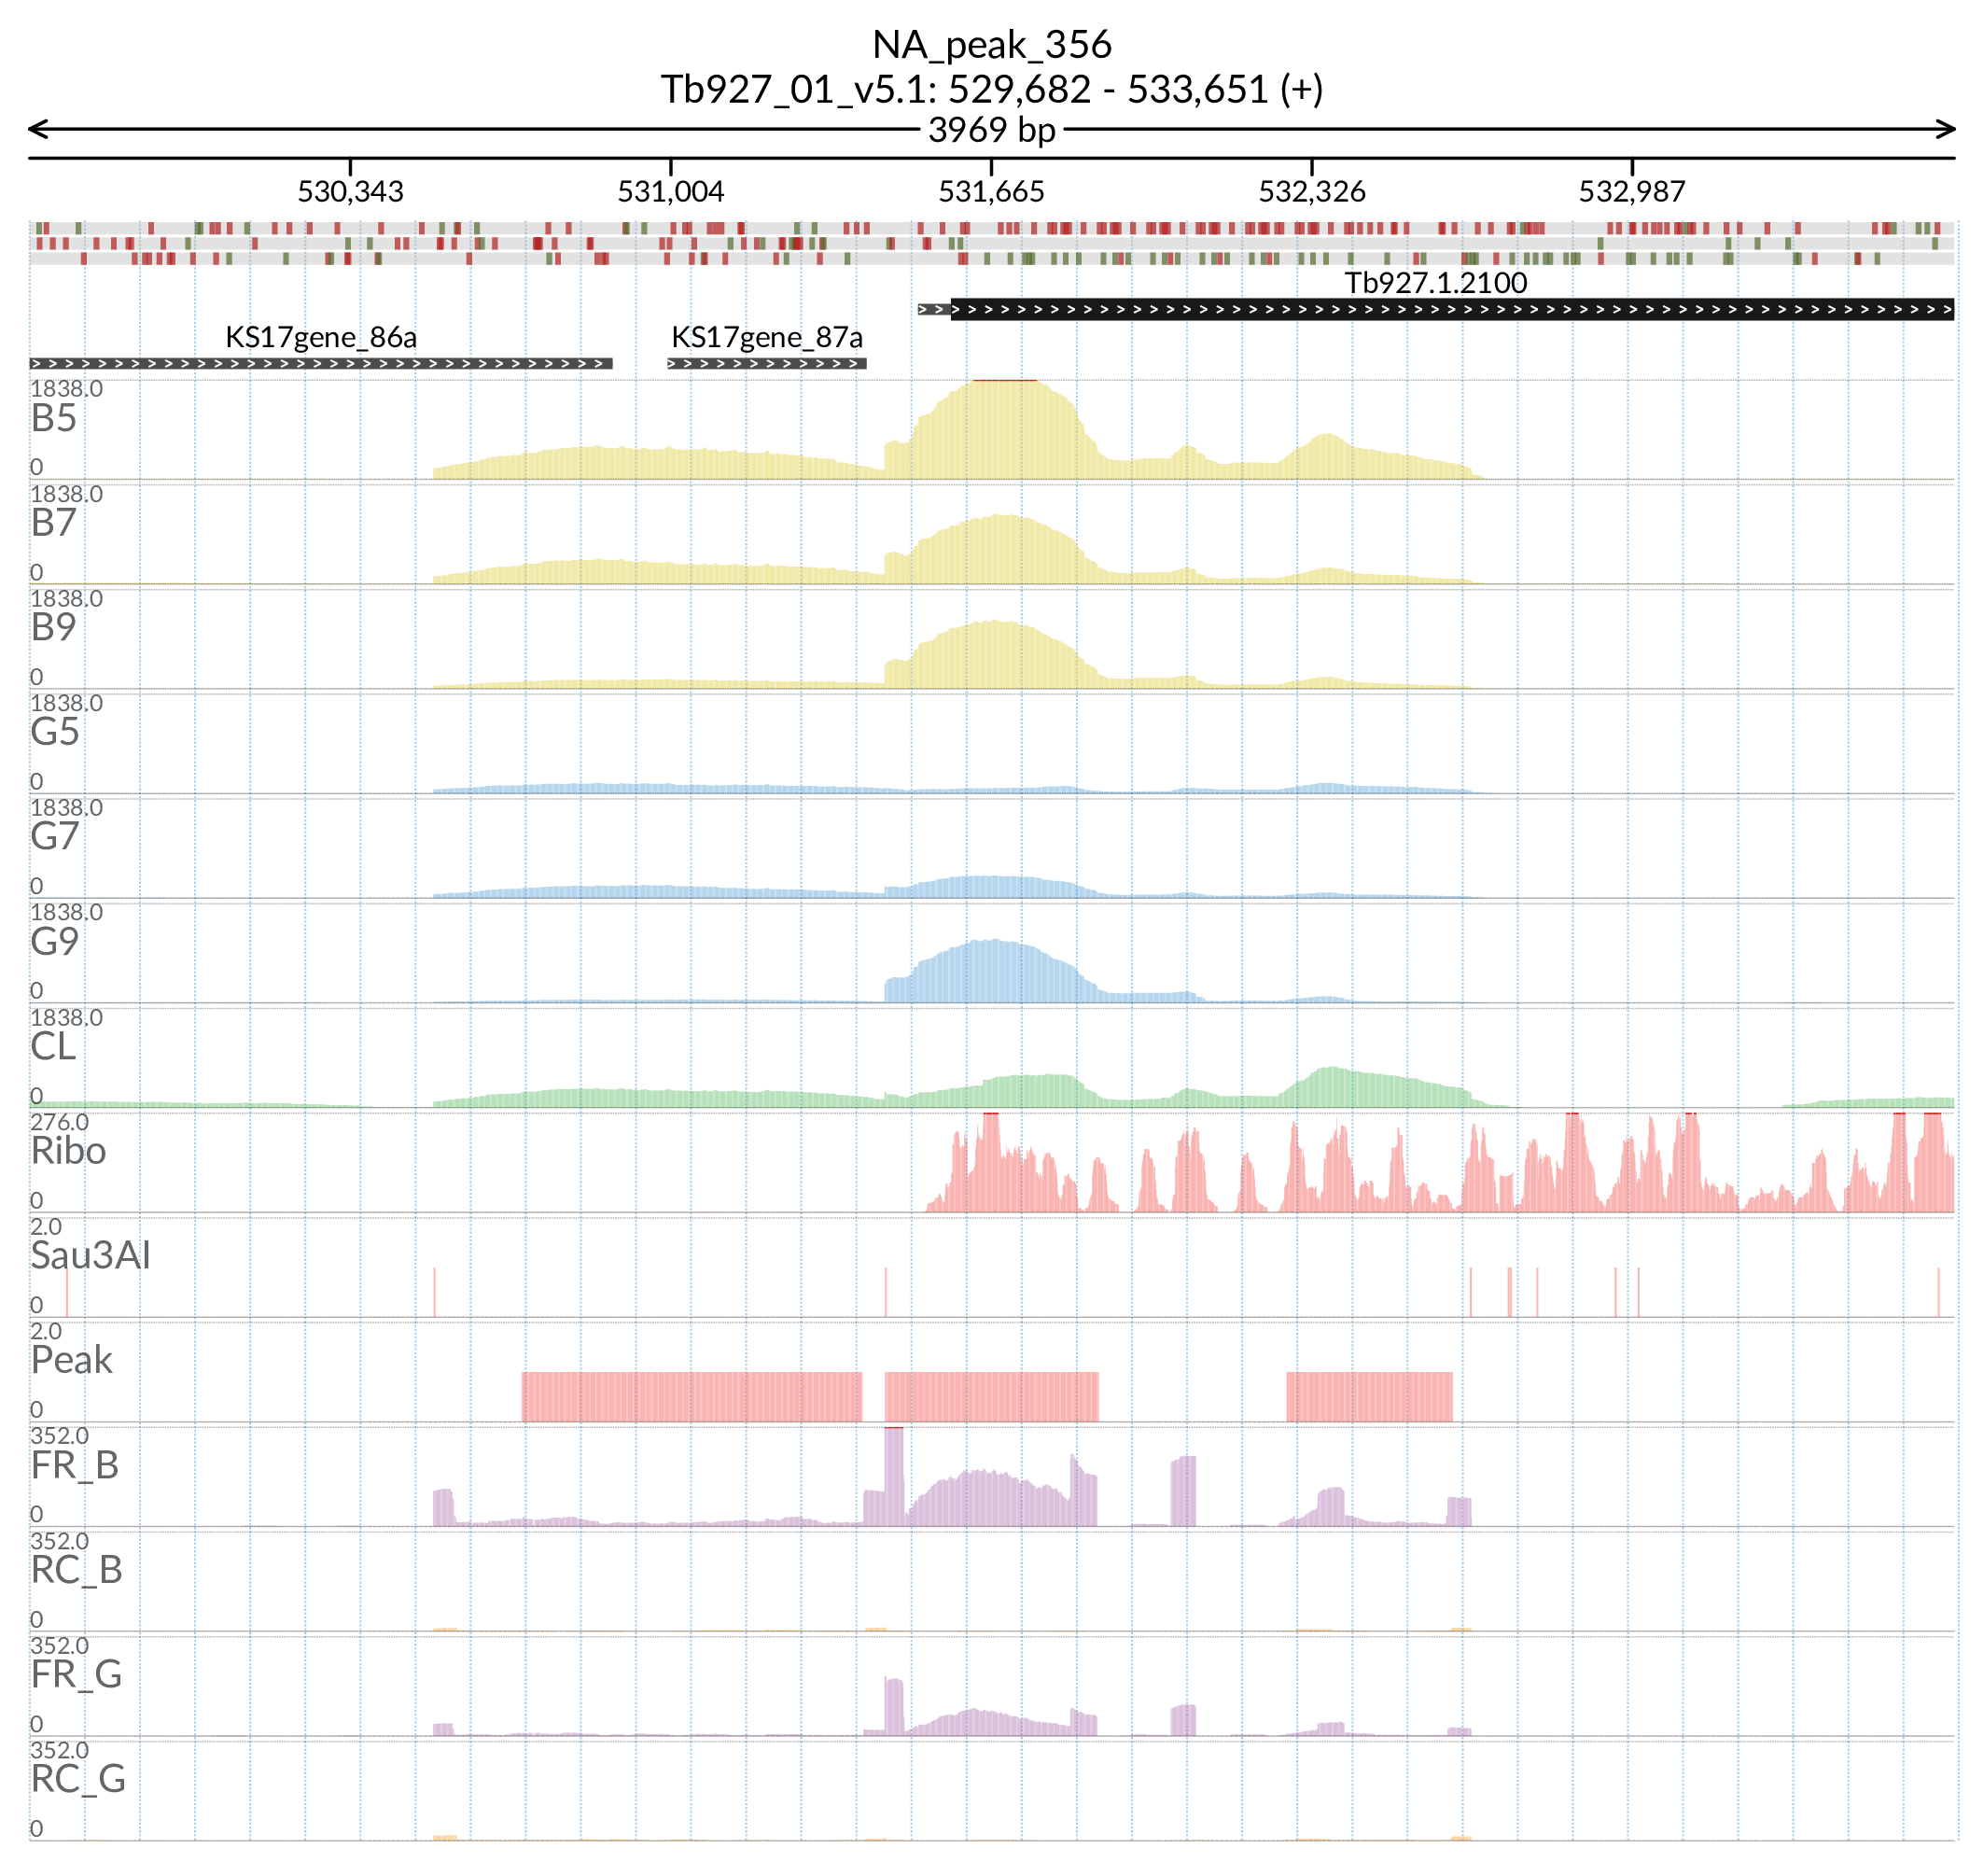 NA_peak_356
Tb927_01_v5.1: 529,682 - 533,651 (+)
3969 bp
530,343 531,004 531,665 532,326 532,987
Tb927.1.2100
KS17gene_86a KS17gene_87a
1838.0
B5
0
1838.0
B7
0
1838.0
B9
0
1838.0
G5
0
1838.0
G7
0
1838.0
G9
0
1838.0
CL
0
276.0
Ribo
0
2.0
Sau3AI
0
2.0
Peak
0
352.0
FR_B
0
352.0
RC_B
0
352.0
FR_G
0
352.0
RC_G
0